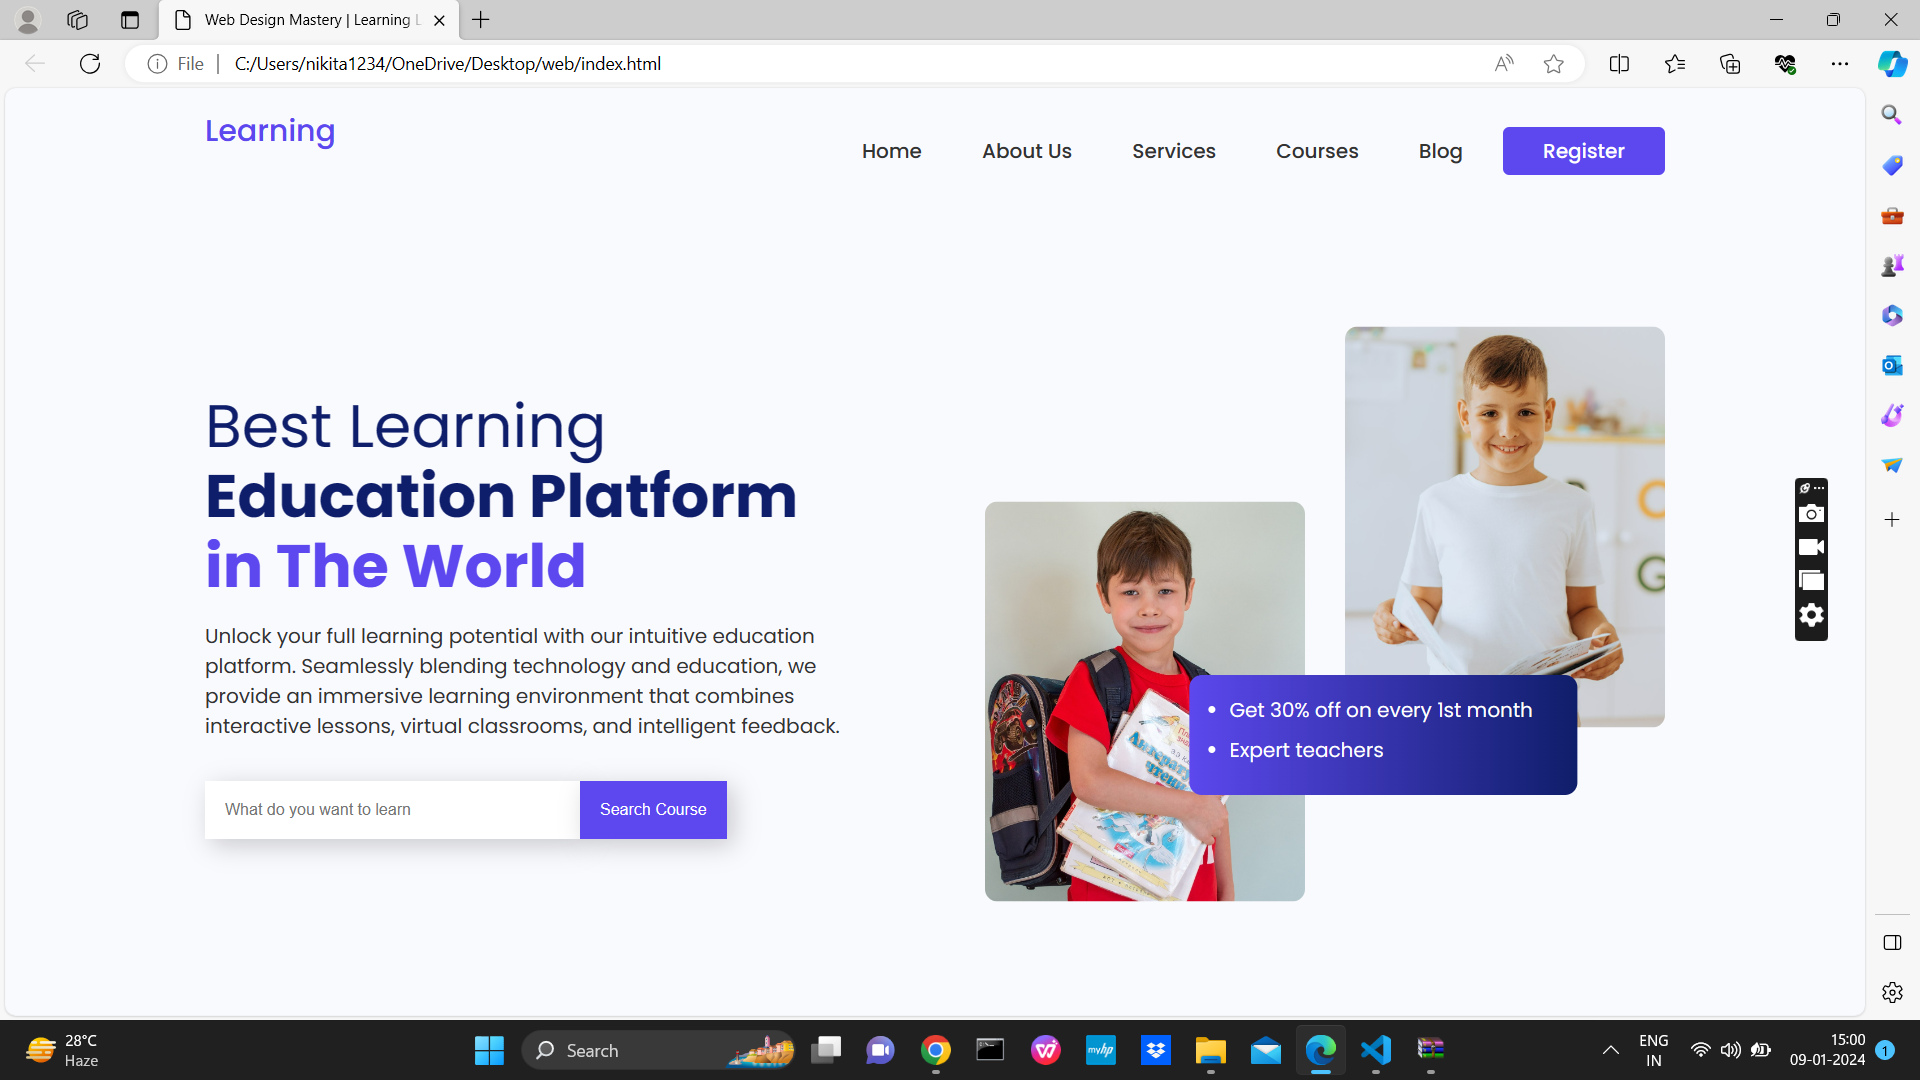 Web Design Mastery | Learning L
File
C:/Users/nikita1234/OneDrive/Desktop/web/index.html
Learning
Home
About Us
Services
Courses
Blog
Register
Best Learning
Education Platform
in The World
Unlock your full learning potential with our intuitive education
platform. Seamlessly blending technology and education, we
provide an immersive learning environment that combines
interactive lessons, virtual classrooms, and intelligent feedback.
What do you want to learn
Search Course
• Get 30% off on every 1st month
• Expert teachers
28°C
Haze
Search
myhp
ENG
IN
15:00
09-01-2024
1